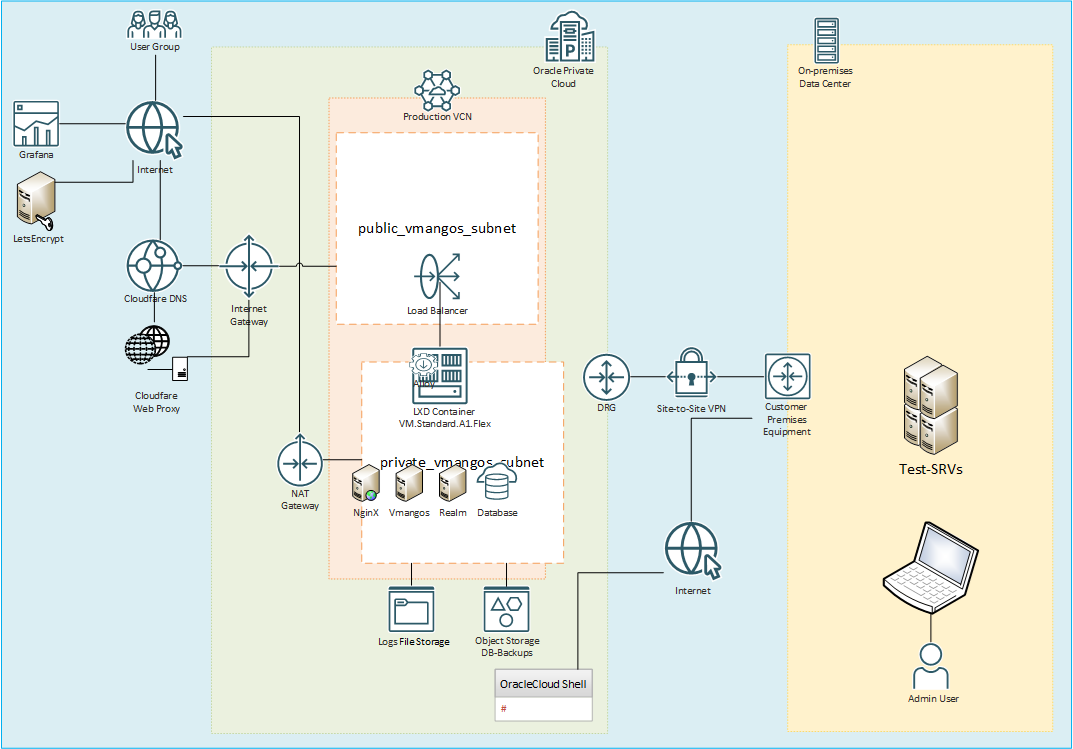 User Group
Oracle Private
Cloud
On-premises
Data Center
Production VCN
Grafana
Internet
LetsEncrypt
public_vmangos_subnet
Cloudfare DNS
Internet
Gateway
Load Balancer
Cloudfare
Web Proxy
Alloy
LXD Container
VM.Standard.A1.Flex
DRG
Site-to-Site VPN
Customer
Premises
Equipment
private_vmangos_subnet
Test-SRVs
NAT
Gateway
NginX
Vmangos
Realm
Database
Internet
Logs File Storage
Object Storage
DB-Backups
OracleCloud Shell
#
Admin User
P